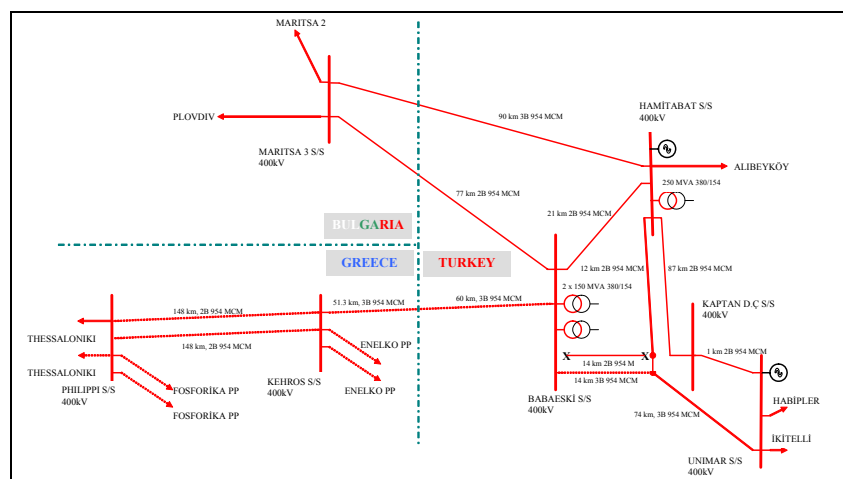 MARITSA 2
PLOVDIV
MARITSA 3 S/S
400kV
90 km 3B 954 MCM
HAMİTABAT S/S
400kV
ALIBEYKÖY
250 MVA 380/154
77 km 2B 954 MCM
21 km 2B 954 MCM
BULGARIA
GREECE
TURKEY
12 km 2B 954 MCM
87 km 2B 954 MCM
148 km, 2B 954 MCM
51.3 km, 3B 954 MCM
60 km, 3B 954 MCM
2 x 150 MVA 380/154
KAPTAN D.Ç S/S
400kV
THESSALONIKI
148 km, 2B 954 MCM
ENELKO PP
X
X
14 km 2B 954 M
1 km 2B 954 MCM
THESSALONIKI
PHILIPPI S/S
400kV
FOSFORİKA PP
FOSFORİKA PP
KEHROS S/S
400kV
ENELKO PP
14 km 3B 954 MCM
BABAESKİ S/S
400kV
74 km, 3B 954 MCM
HABİPLER
İKİTELLİ
UNIMAR S/S
400kV